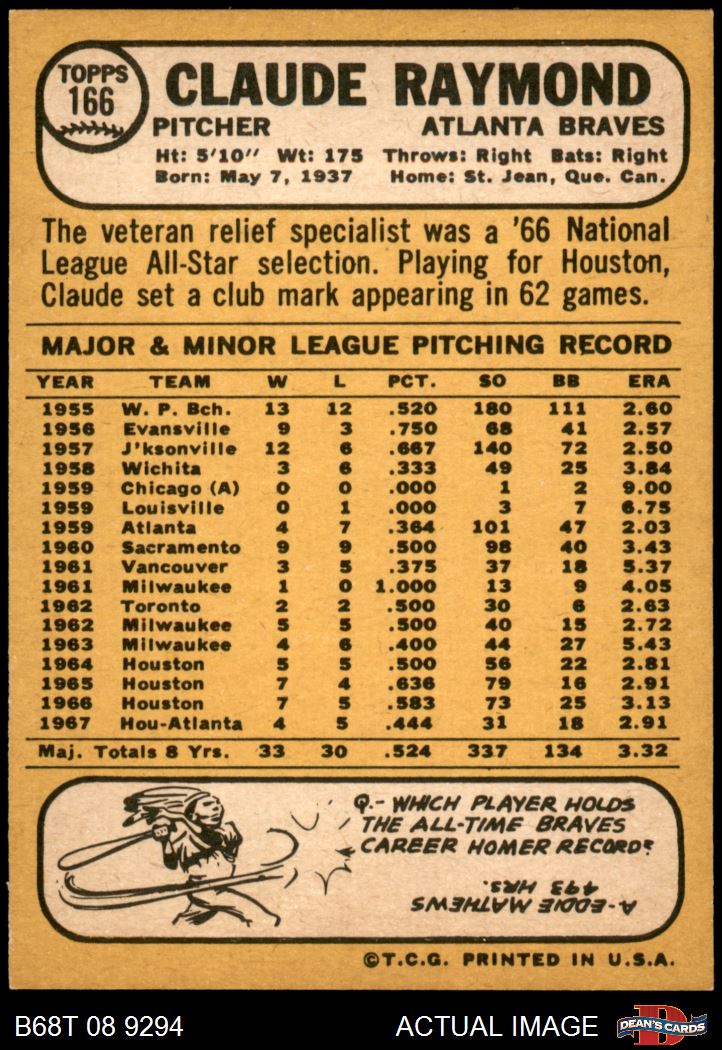 TOPPS
166
CLAUDE RAYMOND
PITCHER ATLANTA BRAVES
Ht: 5'10" Wt: 175 Throws: Right Bats: Right
Born: May 7, 1937 Home: St. Jean, Que. Can.
The veteran relief specialist was a '66 National
League All-Star selection. Playing for Houston,
Claude set a club mark appearing in 62 games.
MAJOR & MINOR LEAGUE PITCHING RECORD
YEAR TEAM W L PCT. SO BB ERA
1955 W. P. Bch. 13 12 .520 180 111 2.60
1956 Evansville 9 3 .750 68 41 2.57
1957 J'ksonville 12 6 .667 140 72 2.50
1958 Wichita 3 6 .333 49 25 3.84
1959 Chicago (A) 0 0 .000 1 2 9.00
1959 Louisville 0 1 .000 3 7 6.75
1959 Atlanta 4 7 .364 101 47 2.03
1960 Sacramento 9 9 .500 98 40 3.43
1961 Vancouver 3 5 .375 37 18 5.37
1961 Milwaukee 1 0 1.000 13 9 4.05
1962 Toronto 2 2 .500 30 6 2.63
1962 Milwaukee 5 5 .500 40 15 2.72
1963 Milwaukee 4 6 .400 44 27 5.43
1964 Houston 5 5 .500 56 22 2.81
1965 Houston 7 4 .636 79 16 2.91
1966 Houston 7 5 .583 73 25 3.13
1967 Hou-Atlanta 4 5 .444 31 18 2.91
Maj. Totals 8 Yrs. 33 30 .524 337 134 3.32
Q.- WHICH PLAYER HOLDS
THE ALL-TIME BRAVES
CAREER HOMER RECORD?
A- EDDIE MATHEWS
493 HRS.
©T.C.G. PRINTED IN U.S.A.
B68T 08 9294 ACTUAL IMAGE
D
DEAN'S CARDS